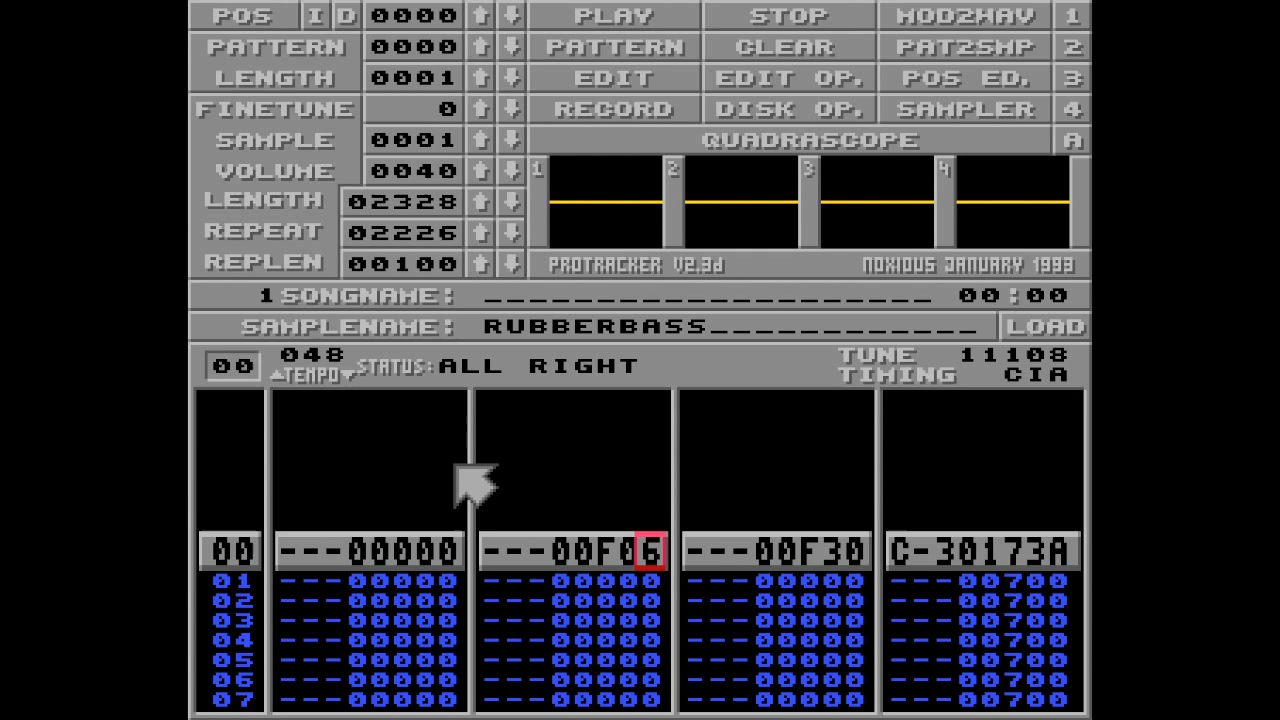 POS I D 0000 PLAY STOP MOD2WAV 1
PATTERN 0000 PATTERN CLEAR PAT2SMP 2
LENGTH 0001 EDIT EDIT OP. POS ED. 3
FINETUNE 0 RECORD DISK OP. SAMPLER 4
SAMPLE 0001 QUADRASCOPE A
VOLUME 0040 1 2 3 4
LENGTH 02328
REPEAT 02226
REPLEN 00100 PROTRACKER V2.3d NOXIOUS JANUARY 1993
1 SONGNAME: ____________________ 00:00
SAMPLENAME: RUBBERBASS____________ LOAD
00 048 TEMPO STATUS: ALL RIGHT TUNE 11108
TIMING CIA
00 ---00000 ---00F06 ---00F30 C-30173A
01 ---00000 ---00000 ---00000 ---00700
02 ---00000 ---00000 ---00000 ---00700
03 ---00000 ---00000 ---00000 ---00700
04 ---00000 ---00000 ---00000 ---00700
05 ---00000 ---00000 ---00000 ---00700
06 ---00000 ---00000 ---00000 ---00700
07 ---00000 ---00000 ---00000 ---00700